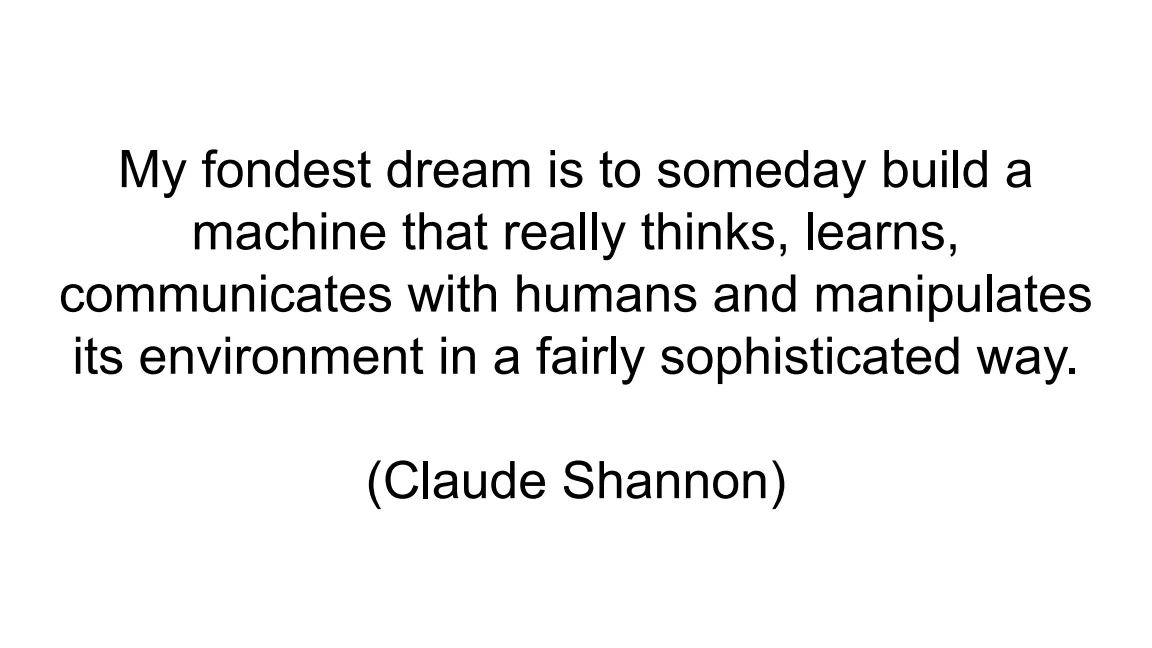 My fondest dream is to someday build a
machine that really thinks, learns,
communicates with humans and manipulates
its environment in a fairly sophisticated way.
(Claude Shannon)